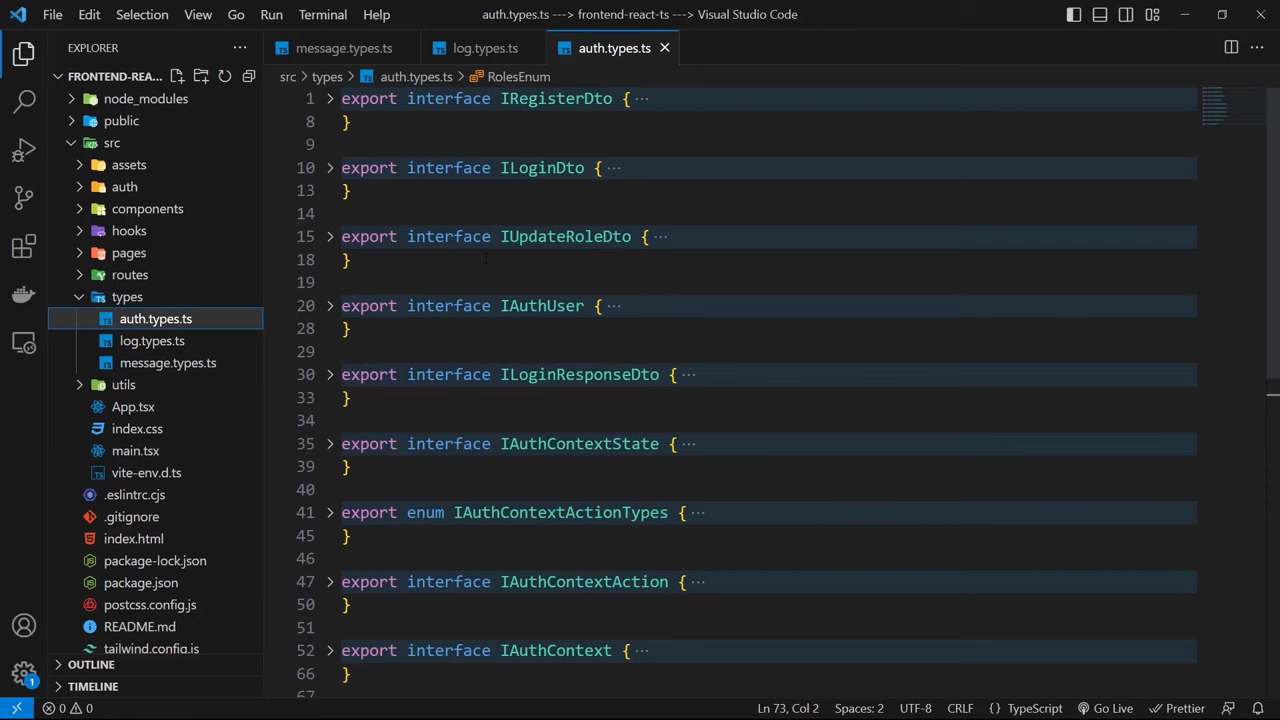 File Edit Selection View Go Run Terminal Help
auth.types.ts ---> frontend-react-ts ---> Visual Studio Code
EXPLORER
FRONTEND-REA...
node_modules
public
src
assets
auth
components
hooks
pages
routes
types
auth.types.ts
log.types.ts
message.types.ts
utils
App.tsx
index.css
main.tsx
vite-env.d.ts
.eslintrc.cjs
.gitignore
index.html
package-lock.json
package.json
postcss.config.js
README.md
tailwind.config.js
OUTLINE
TIMELINE
message.types.ts log.types.ts auth.types.ts
src > types > auth.types.ts > RolesEnum
1 export interface IRegisterDto { ...
8 }
9
10 export interface ILoginDto { ...
13 }
14
15 export interface IUpdateRoleDto { ...
18 }
19
20 export interface IAuthUser { ...
28 }
29
30 export interface ILoginResponseDto { ...
33 }
34
35 export interface IAuthContextState { ...
39 }
40
41 export enum IAuthContextActionTypes { ...
45 }
46
47 export interface IAuthContextAction { ...
50 }
51
52 export interface IAuthContext { ...
66 }
67
1
0 0 Ln 73, Col 2 Spaces: 2 UTF-8 CRLF {} TypeScript Go Live Prettier